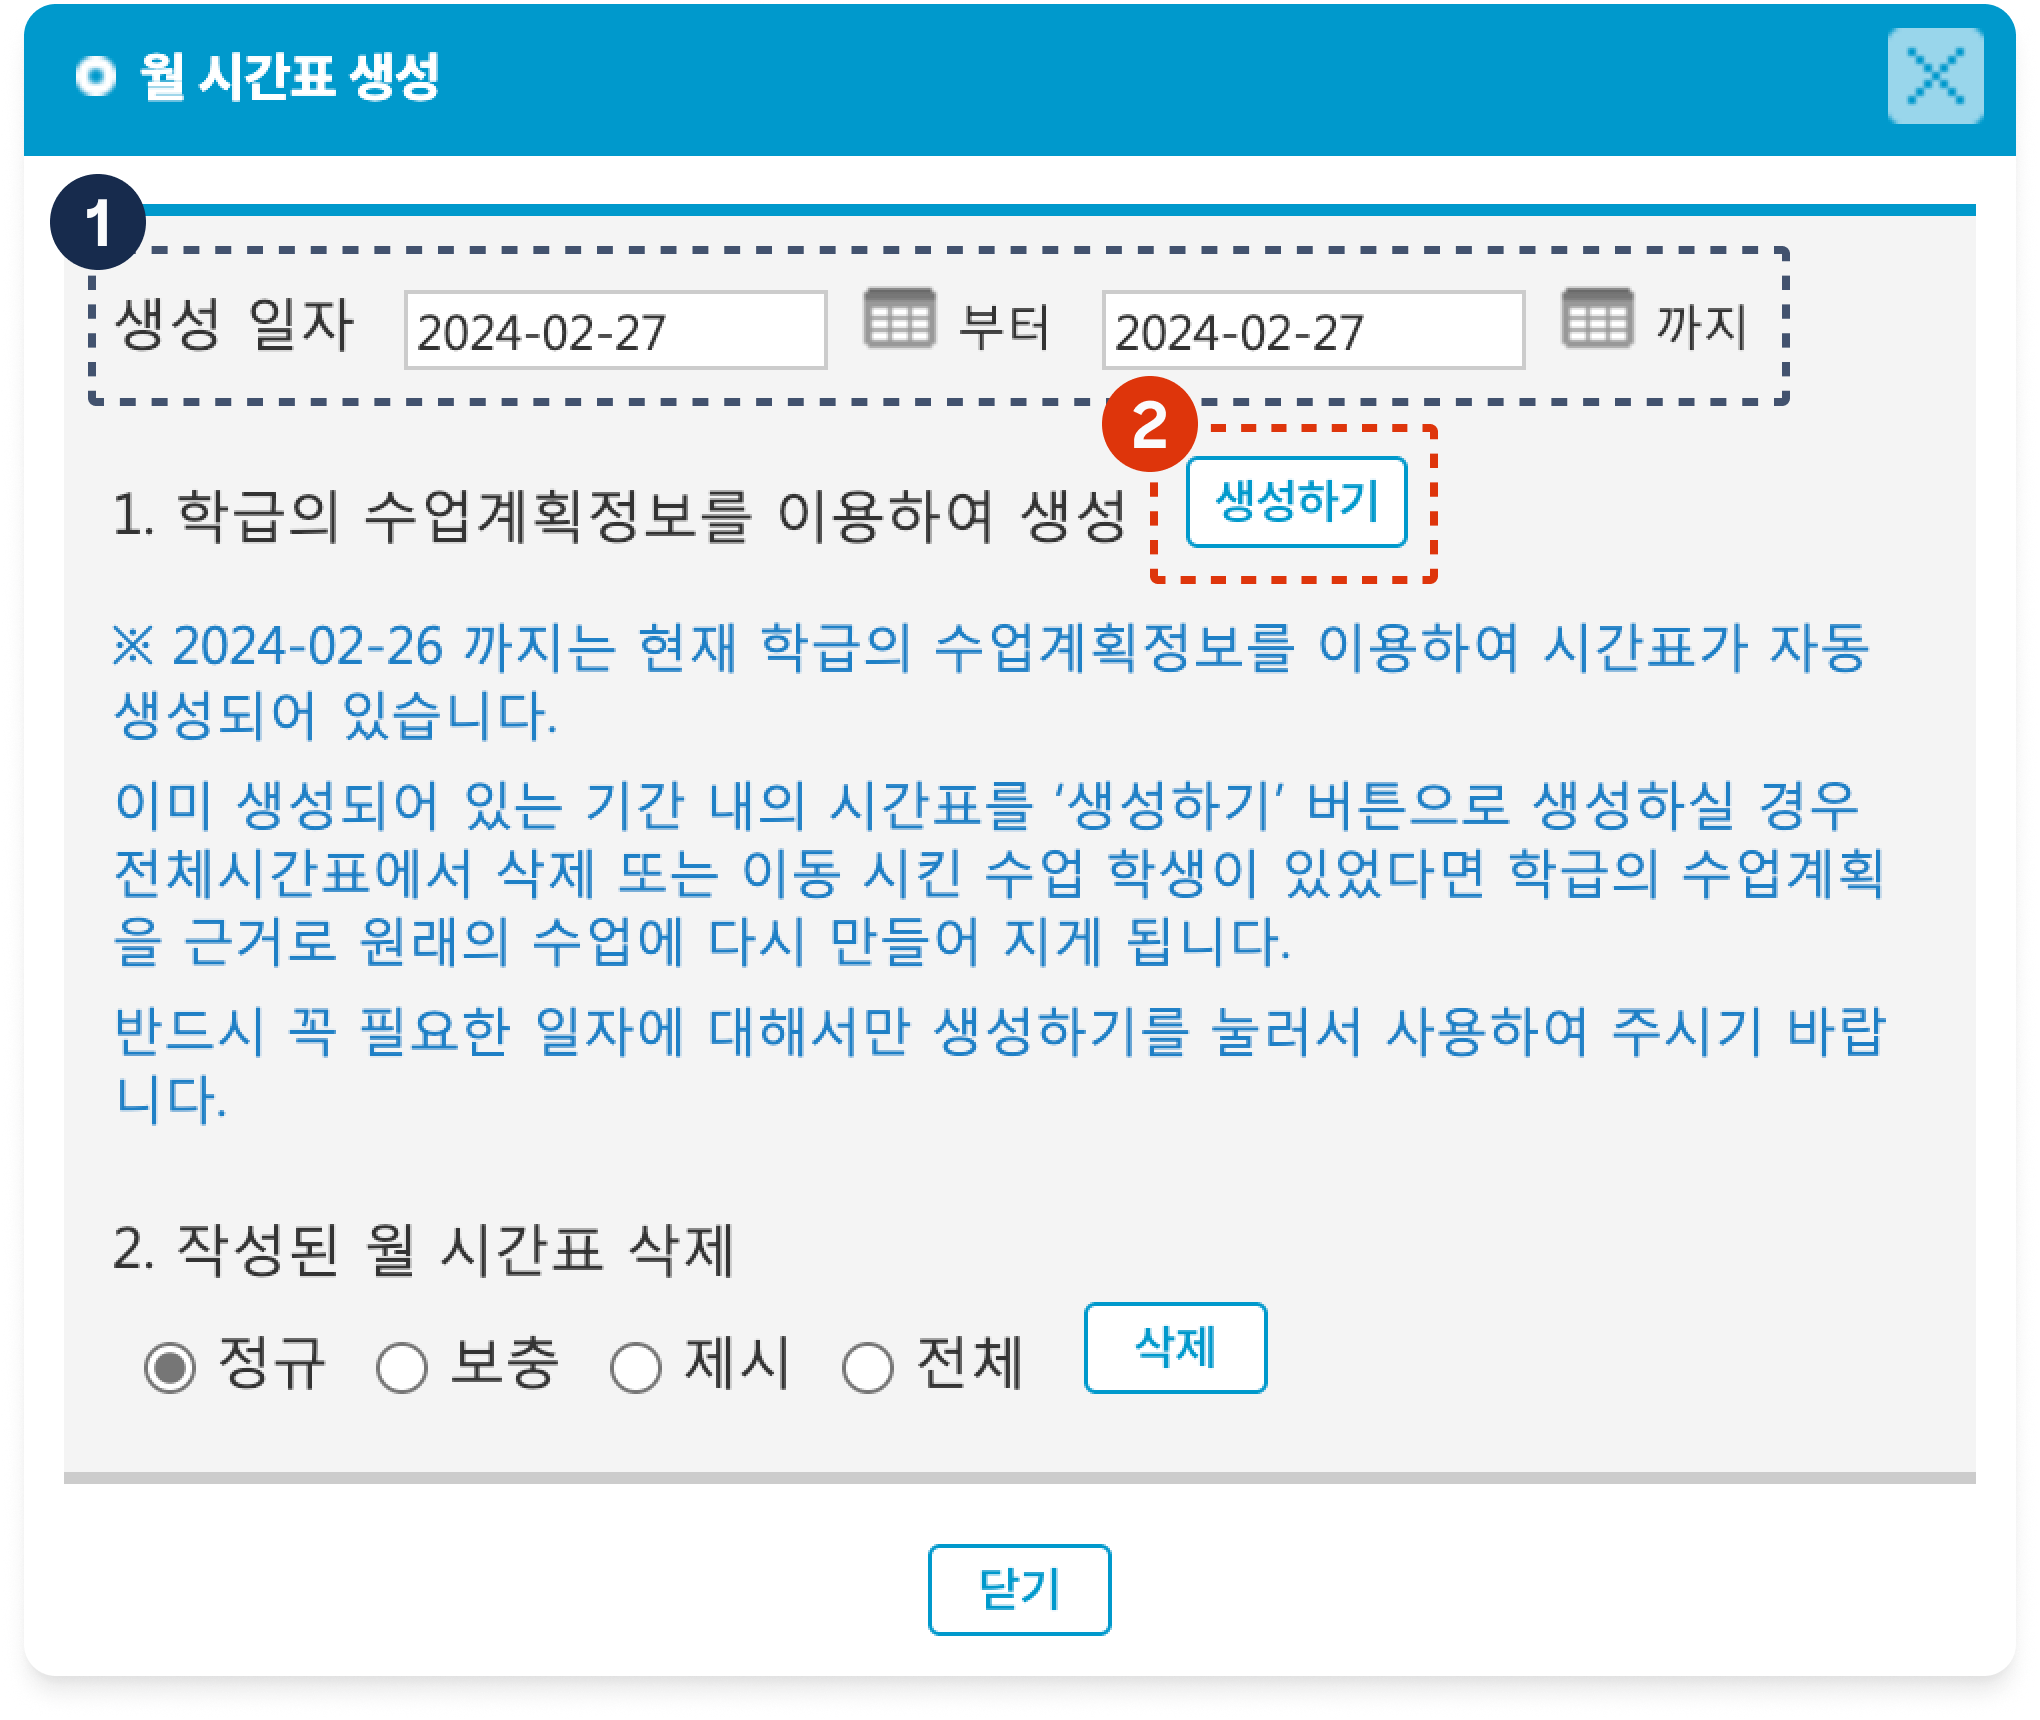 월 시간표 생성
1
생성 일자 2024-02-27 부터 2024-02-27 까지
2
1. 학급의 수업계획정보를 이용하여 생성 생성하기
※ 2024-02-26 까지는 현재 학급의 수업계획정보를 이용하여 시간표가 자동
생성되어 있습니다.
이미 생성되어 있는 기간 내의 시간표를 ‘생성하기’ 버튼으로 생성하실 경우
전체시간표에서 삭제 또는 이동 시킨 수업 학생이 있었다면 학급의 수업계획
을 근거로 원래의 수업에 다시 만들어 지게 됩니다.
반드시 꼭 필요한 일자에 대해서만 생성하기를 눌러서 사용하여 주시기 바랍
니다.
2. 작성된 월 시간표 삭제
정규 보충 제시 전체 삭제
닫기